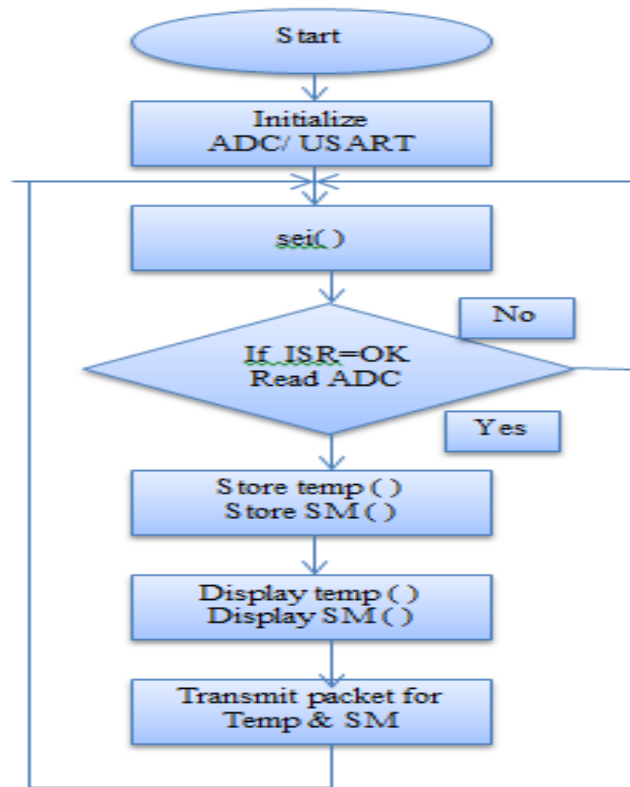 Start
Initialize
ADC/ USART
sei( )
No
If ISR=OK
Read ADC
Yes
Store temp ( )
Store SM ( )
Display temp ( )
Display SM ( )
Transmit packet for
Temp & SM